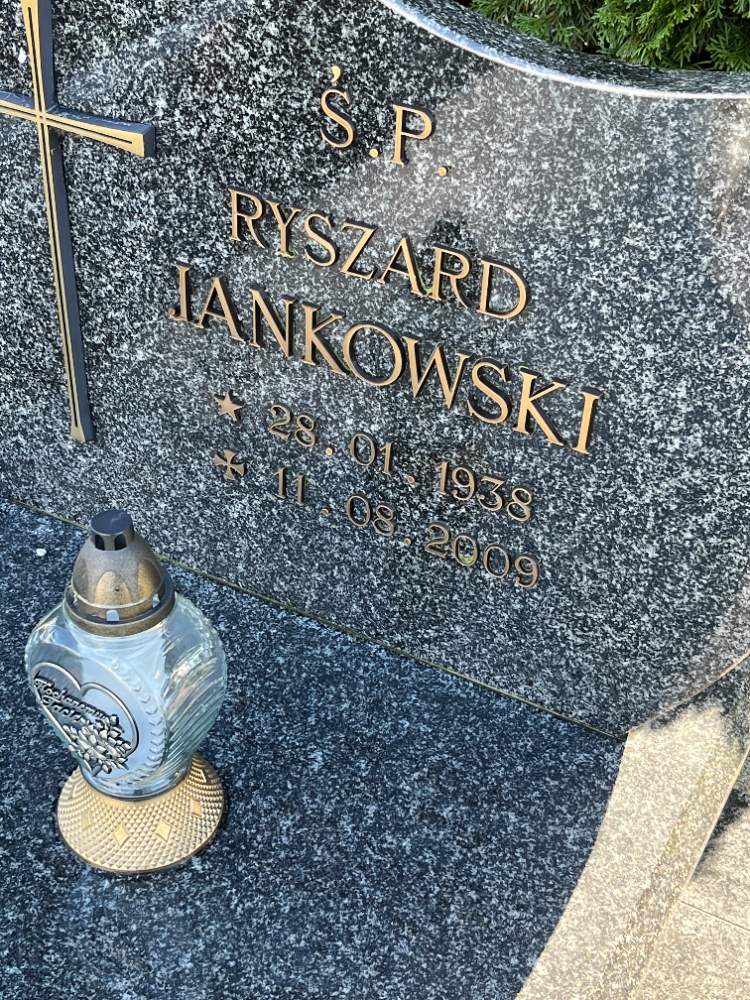 Ś.P.
RYSZARD
JANKOWSKI
28.01.1938
11.08.2009